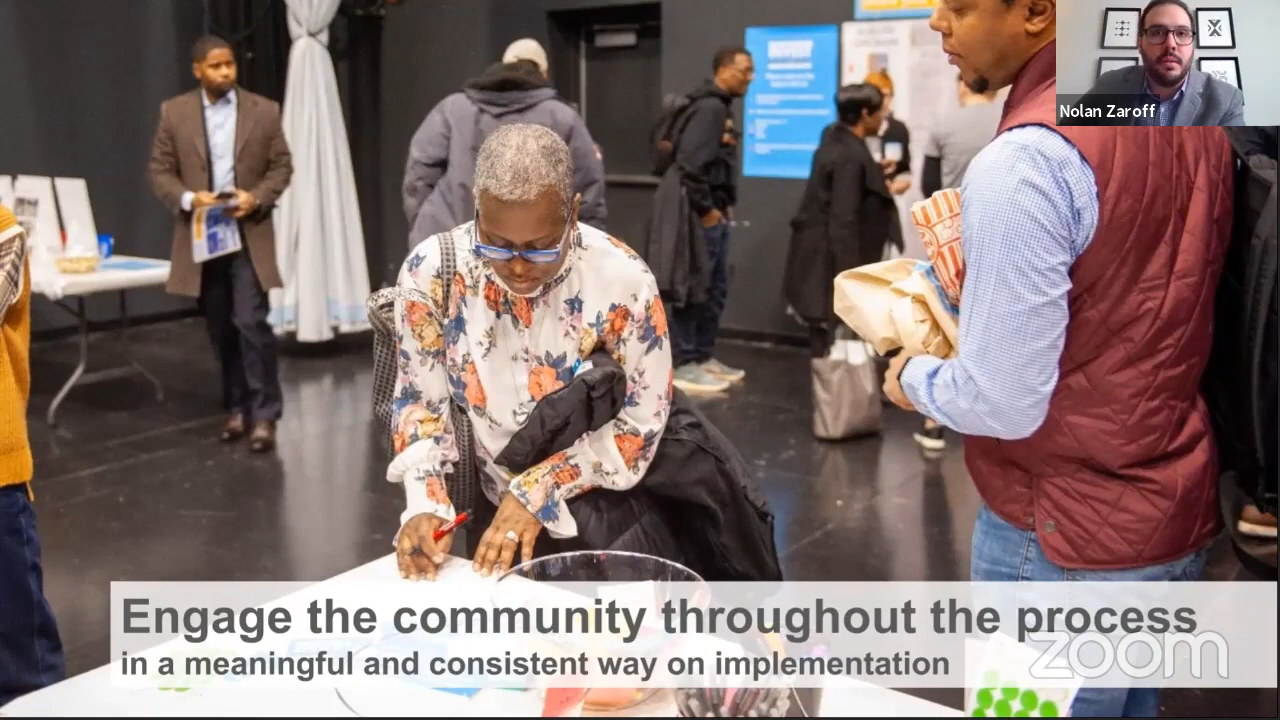 Nolan Zaroff
Engage the community throughout the process
in a meaningful and consistent way on implementation
zoom